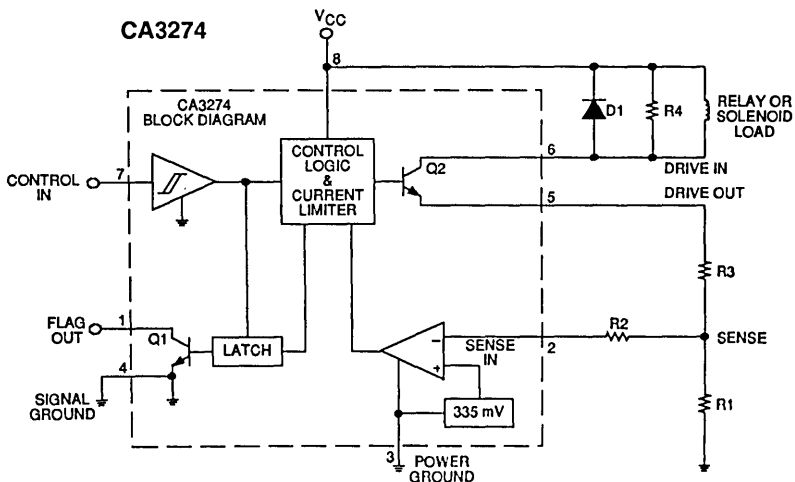 CA3274
VCC
8
CA3274
BLOCK DIAGRAM
CONTROL
LOGIC
&
CURRENT
LIMITER
D1
R4
RELAY OR
SOLENOID
LOAD
CONTROL
IN
7
Q2
6
DRIVE IN
5
DRIVE OUT
R3
FLAG
OUT
1
Q1
LATCH
SENSE
IN
-
+
2
R2
SENSE
4
SIGNAL
GROUND
335 mV
R1
3
POWER
GROUND